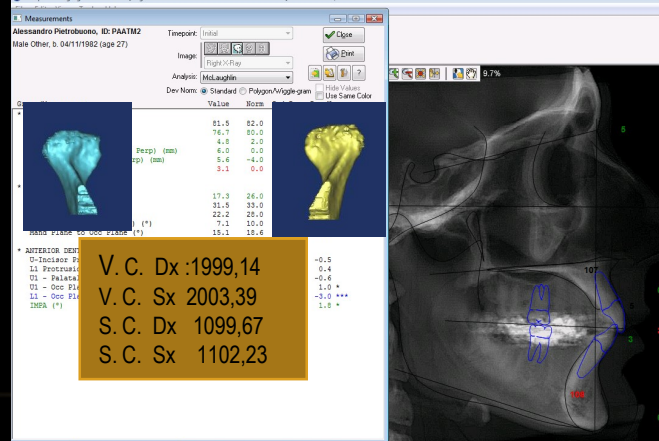 Measurements
Alessandro Pietrobuono, ID: PAATM2
Male Other, b. 04/11/1982 (age 27)
Timepoint: Initial
Image:
Right X-Ray
Analysis: McLaughlin
Dev Norm: Standard Polygon/Wiggle-gram
Close
Print
?
Hide Values
Use Same Color
9.7%
Value Norm
*
81.5 82.0
76.7 80.0
4.8 2.0
Perp) (mm) 6.0 0.0
rp) (mm) 5.6 -4.0
3.1 0.0
*
17.3 26.0
31.5 33.0
22.2 28.0
) (°) 7.1 10.0
Mand Plane to Occ Plane (°) 15.1 18.6
* ANTERIOR DENT
U-Incisor P -0.5
L1 Protrusi 0.4
U1 - Palatal -0.6
U1 - Occ Ple 1.0 *
L1 - Occ Ple -3.0 ***
IMPA (°) 1.8 *
V. C. Dx :1999,14
V. C. Sx 2003,39
S. C. Dx 1099,67
S. C. Sx 1102,23
107